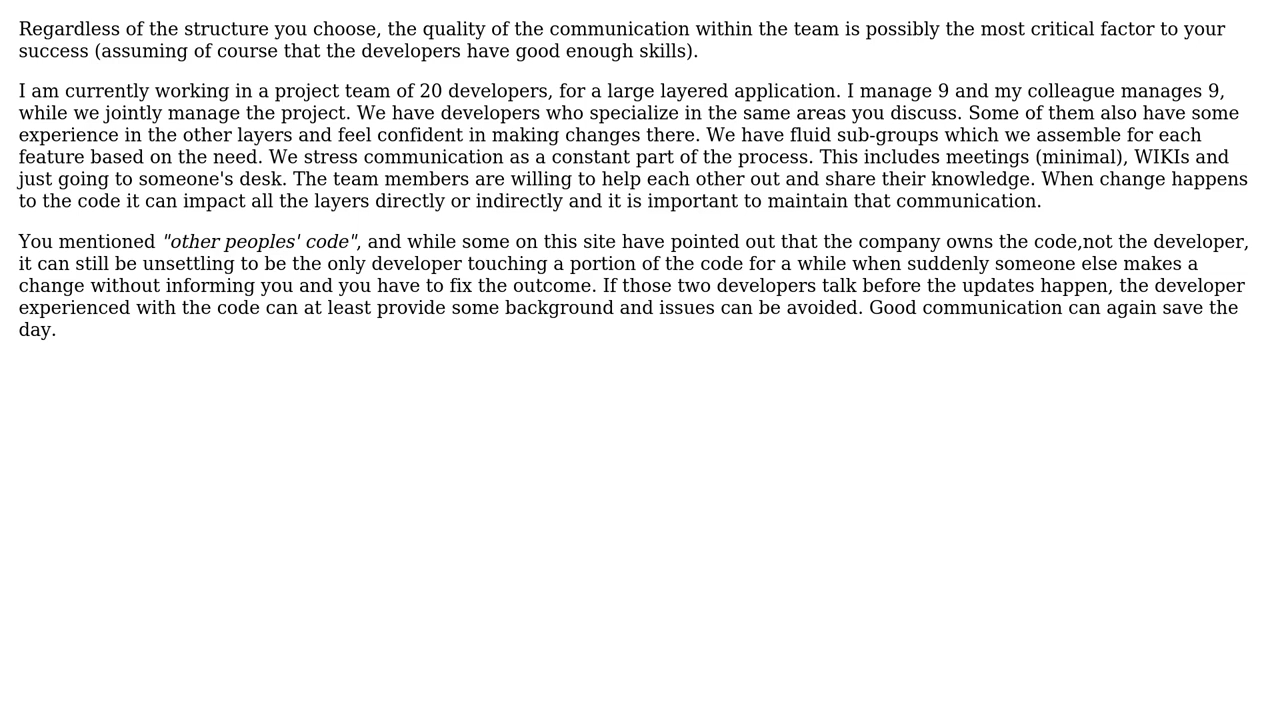 Regardless of the structure you choose, the quality of the communication within the team is possibly the most critical factor to your
success (assuming of course that the developers have good enough skills).
I am currently working in a project team of 20 developers, for a large layered application. I manage 9 and my colleague manages 9,
while we jointly manage the project. We have developers who specialize in the same areas you discuss. Some of them also have some
experience in the other layers and feel confident in making changes there. We have fluid sub-groups which we assemble for each
feature based on the need. We stress communication as a constant part of the process. This includes meetings (minimal), WIKIs and
just going to someone's desk. The team members are willing to help each other out and share their knowledge. When change happens
to the code it can impact all the layers directly or indirectly and it is important to maintain that communication.
You mentioned "other peoples' code", and while some on this site have pointed out that the company owns the code,not the developer,
it can still be unsettling to be the only developer touching a portion of the code for a while when suddenly someone else makes a
change without informing you and you have to fix the outcome. If those two developers talk before the updates happen, the developer
experienced with the code can at least provide some background and issues can be avoided. Good communication can again save the
day.